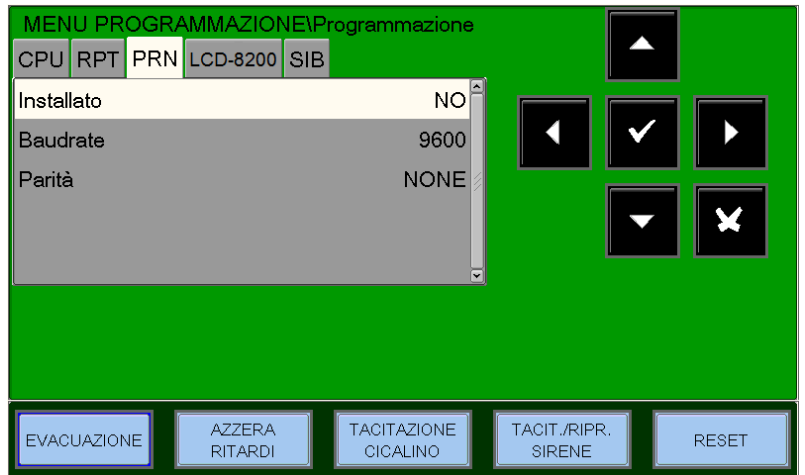 MENU PROGRAMMAZIONE\Programmazione
CPU RPT PRN LCD-8200 SIB
Installato NO
Baudrate 9600
Parità NONE
EVACUAZIONE
AZZERA
RITARDI
TACITAZIONE
CICALINO
TACIT./RIPR.
SIRENE
RESET